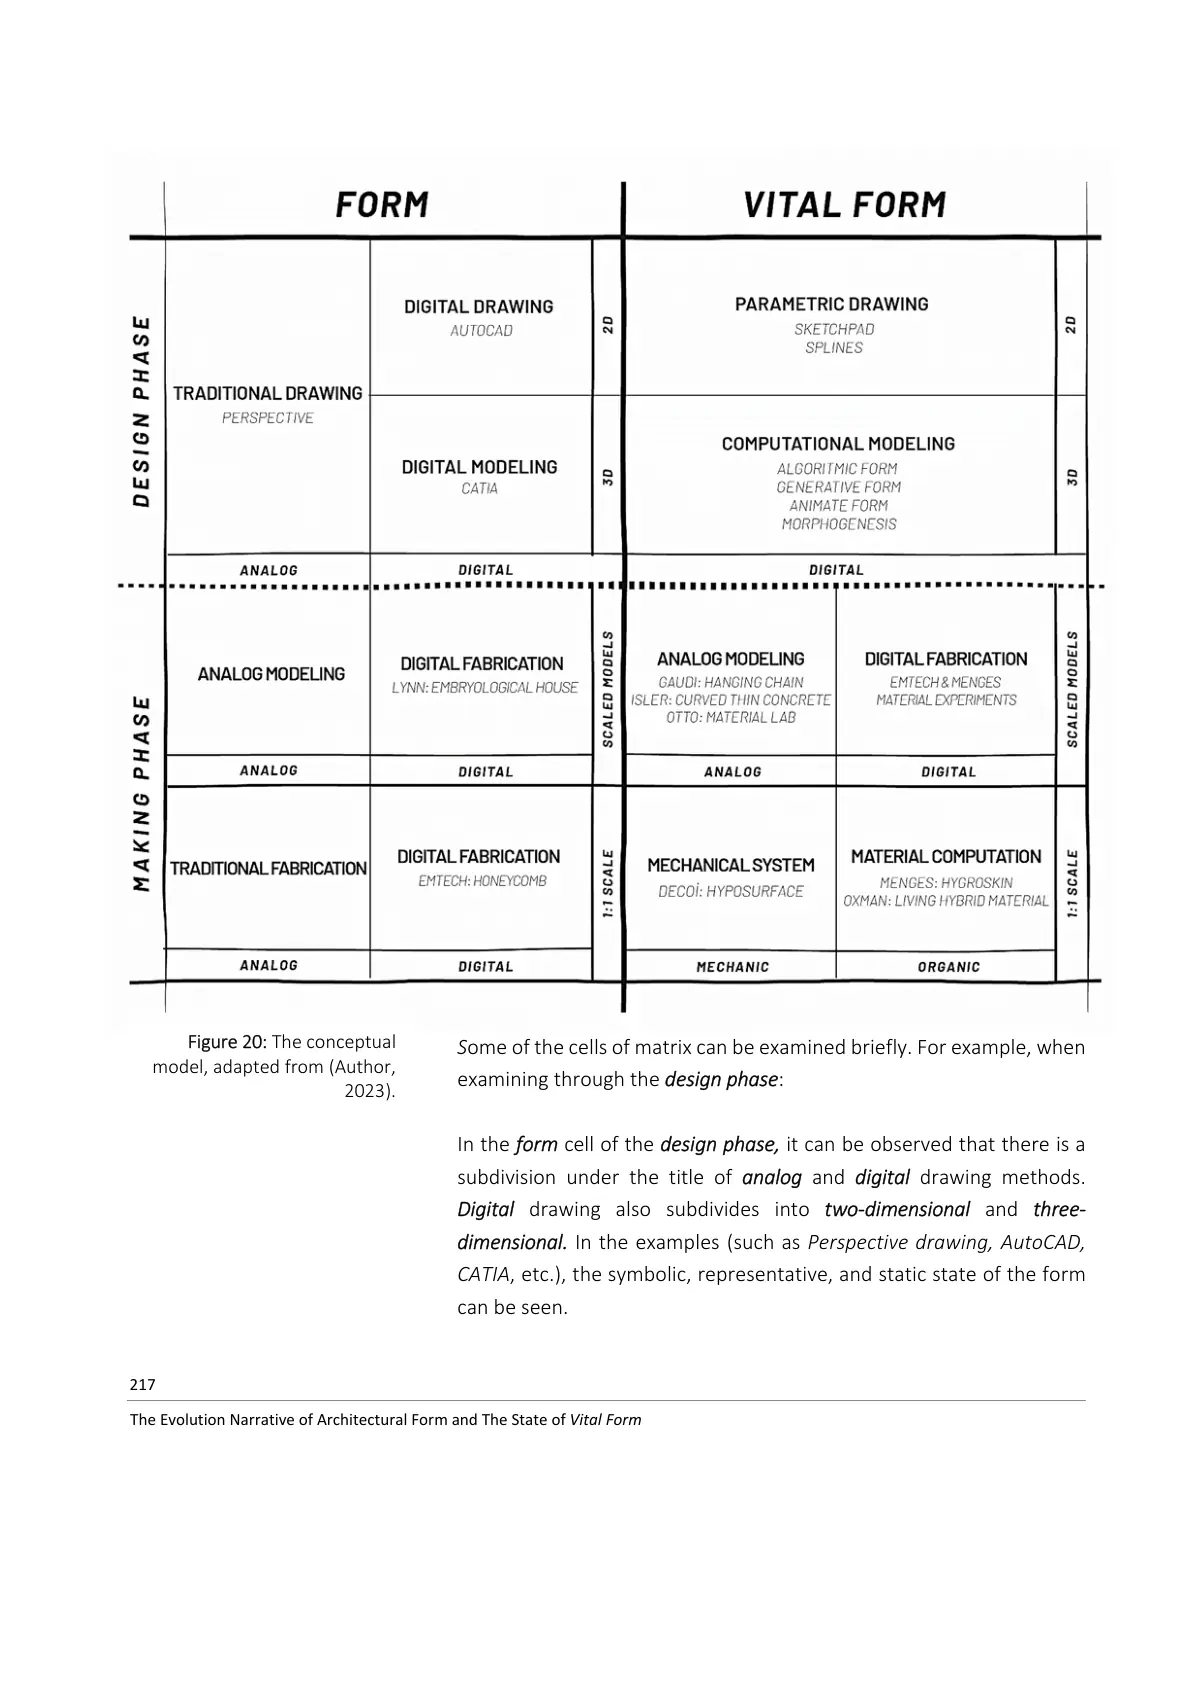 FORM
VITAL FORM
DESIGN PHASE
TRADITIONAL DRAWING
PERSPECTIVE
DIGITAL DRAWING
AUTOCAD
2D
PARAMETRIC DRAWING
SKETCHPAD
SPLINES
2D
DIGITAL MODELING
CATIA
3D
COMPUTATIONAL MODELING
ALGORITMIC FORM
GENERATIVE FORM
ANIMATE FORM
MORPHOGENESIS
3D
ANALOG
DIGITAL
DIGITAL
MAKING PHASE
ANALOG MODELING
DIGITAL FABRICATION
LYNN: EMBRYOLOGICAL HOUSE
SCALED MODELS
ANALOG MODELING
GAUDI: HANGING CHAIN
ISLER: CURVED THIN CONCRETE
OTTO: MATERIAL LAB
DIGITAL FABRICATION
EMTECH & MENGES
MATERIAL EXPERIMENTS
SCALED MODELS
ANALOG
DIGITAL
ANALOG
DIGITAL
TRADITIONAL FABRICATION
DIGITAL FABRICATION
EMTECH: HONEYCOMB
1:1 SCALE
MECHANICAL SYSTEM
DECOİ: HYPOSURFACE
MATERIAL COMPUTATION
MENGES: HYGROSKIN
OXMAN: LIVING HYBRID MATERIAL
1:1 SCALE
ANALOG
DIGITAL
MECHANIC
ORGANIC
Figure 20: The conceptual
model, adapted from (Author,
2023).
Some of the cells of matrix can be examined briefly. For example, when
examining through the design phase:
In the form cell of the design phase, it can be observed that there is a
subdivision under the title of analog and digital drawing methods.
Digital drawing also subdivides into two-dimensional and three-
dimensional. In the examples (such as Perspective drawing, AutoCAD,
CATIA, etc.), the symbolic, representative, and static state of the form
can be seen.
217
The Evolution Narrative of Architectural Form and The State of Vital Form